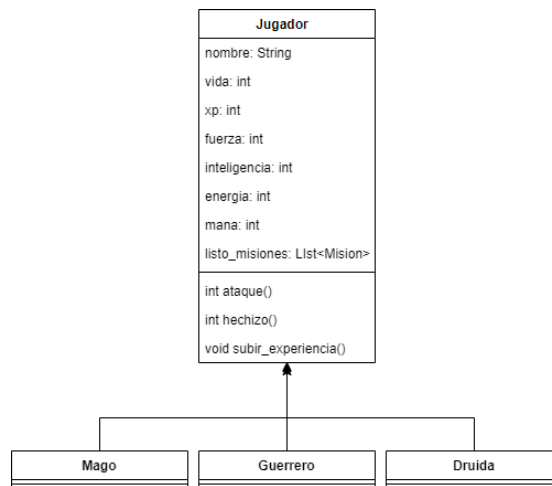 Jugador
nombre: String
vida: int
xp: int
fuerza: int
inteligencia: int
energia: int
mana: int
listo_misiones: LIst<Mision>
int ataque()
int hechizo()
void subir_experiencia()
Mago
Guerrero
Druida